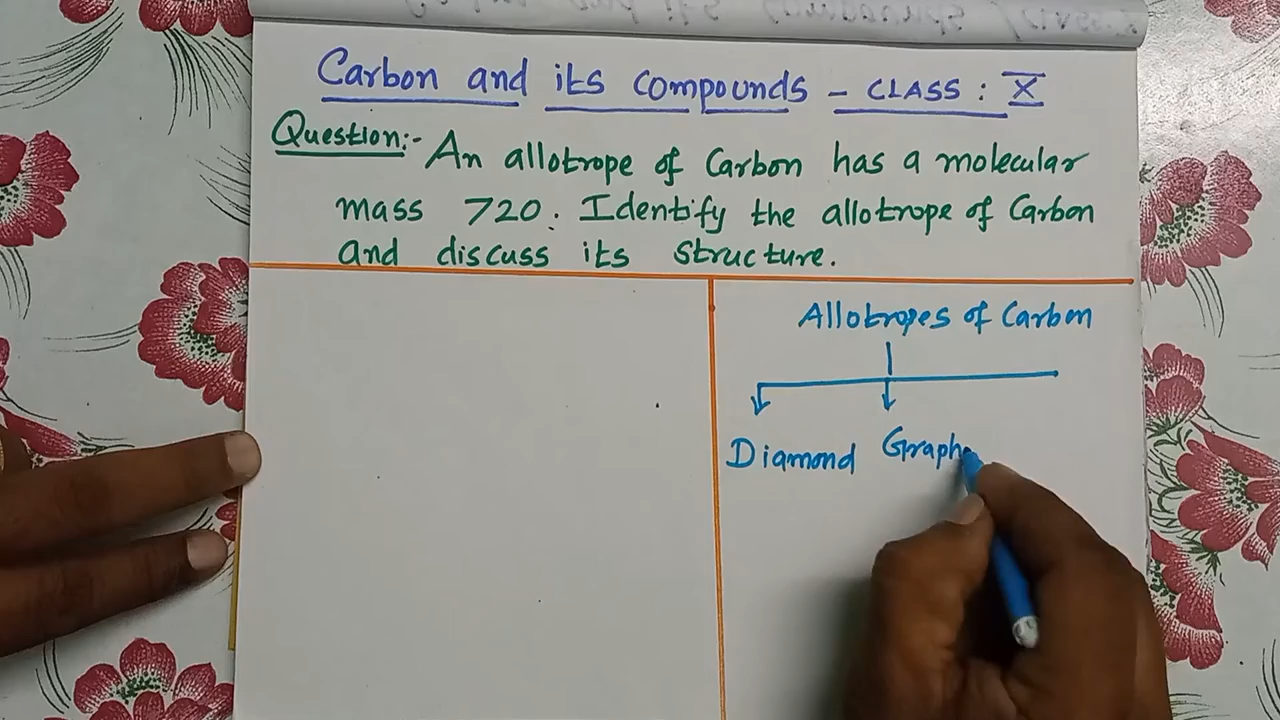 Carbon and its Compounds - CLASS : X
Question:- An allotrope of Carbon has a molecular
mass 720. Identify the allotrope of Carbon
and discuss its structure.
Allotropes of Carbon
Diamond Graph